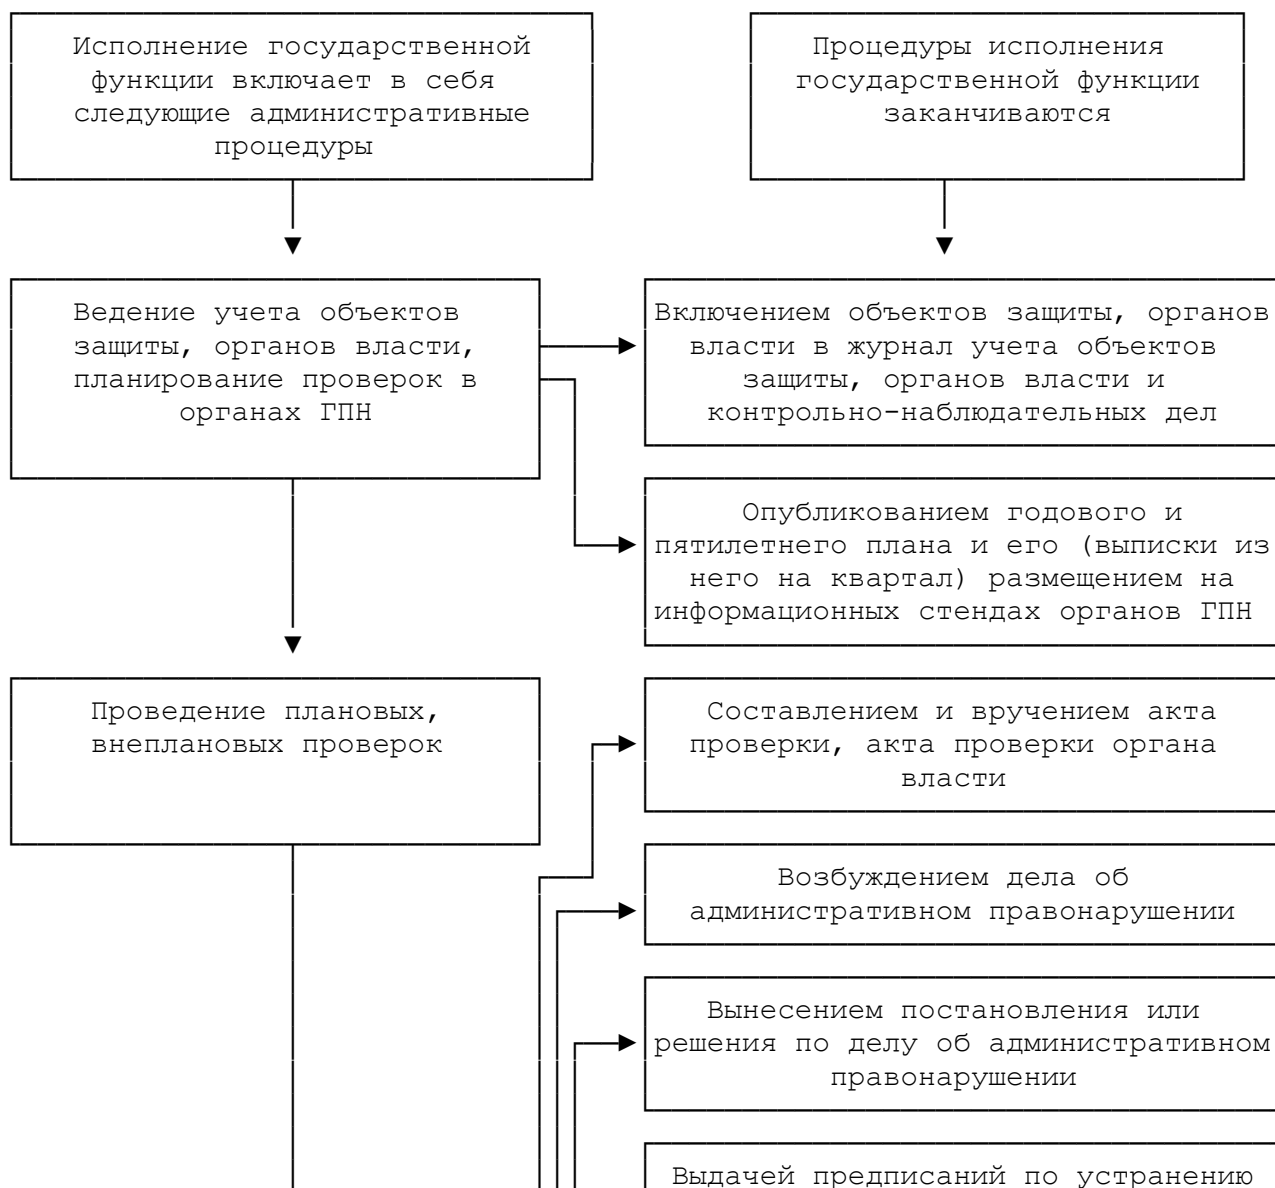 Исполнение государственной
функции включает в себя
следующие административные
процедуры
Процедуры исполнения
государственной функции
заканчиваются
Ведение учета объектов
защиты, органов власти,
планирование проверок в
органах ГПН
Включением объектов защиты, органов
власти в журнал учета объектов
защиты, органов власти и
контрольно-наблюдательных дел
Опубликованием годового и
пятилетнего плана и его (выписки из
него на квартал) размещением на
информационных стендах органов ГПН
Проведение плановых,
внеплановых проверок
Составлением и вручением акта
проверки, акта проверки органа
власти
Возбуждением дела об
административном правонарушении
Вынесением постановления или
решения по делу об административном
правонарушении
Выдачей предписаний по устранению